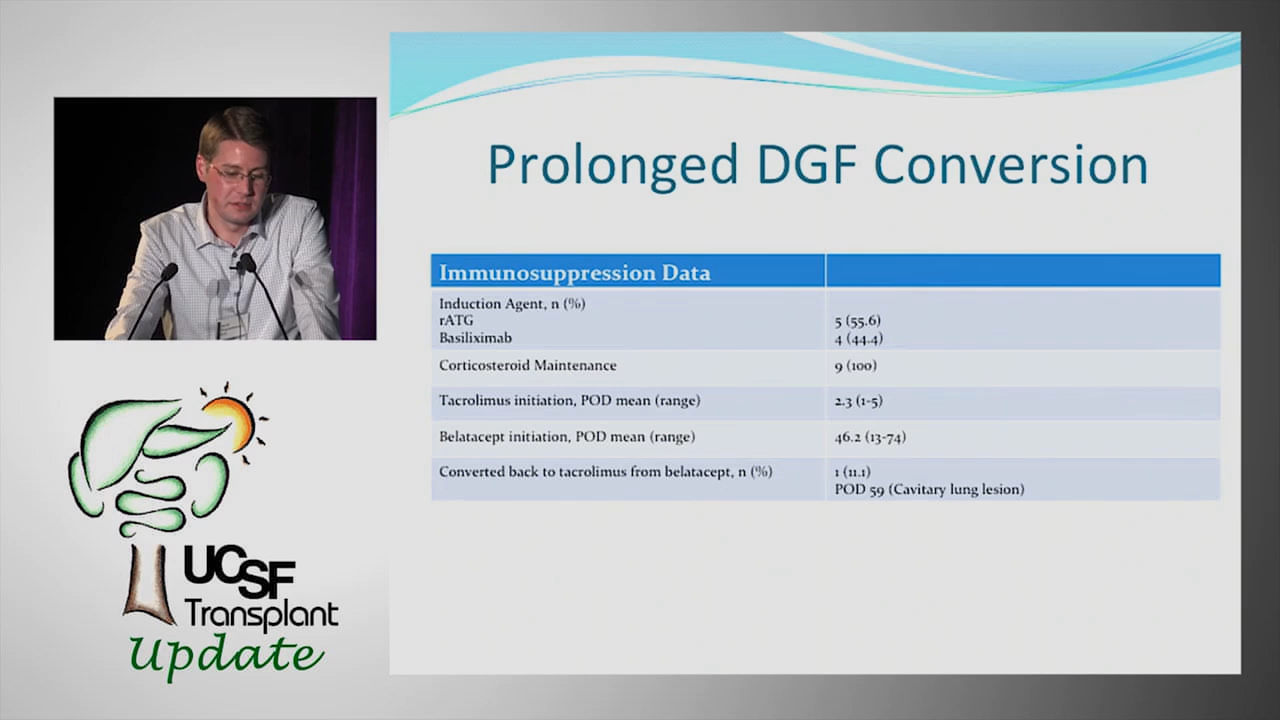 Prolonged DGF Conversion
Immunosuppression Data
Induction Agent, n (%)
rATG 5 (55.6)
Basiliximab 4 (44.4)
Corticosteroid Maintenance 9 (100)
Tacrolimus initiation, POD mean (range) 2.3 (1-5)
Belatacept initiation, POD mean (range) 46.2 (13-74)
Converted back to tacrolimus from belatacept, n (%) 1 (11.1)
POD 59 (Cavitary lung lesion)
UCSF
Transplant
Update